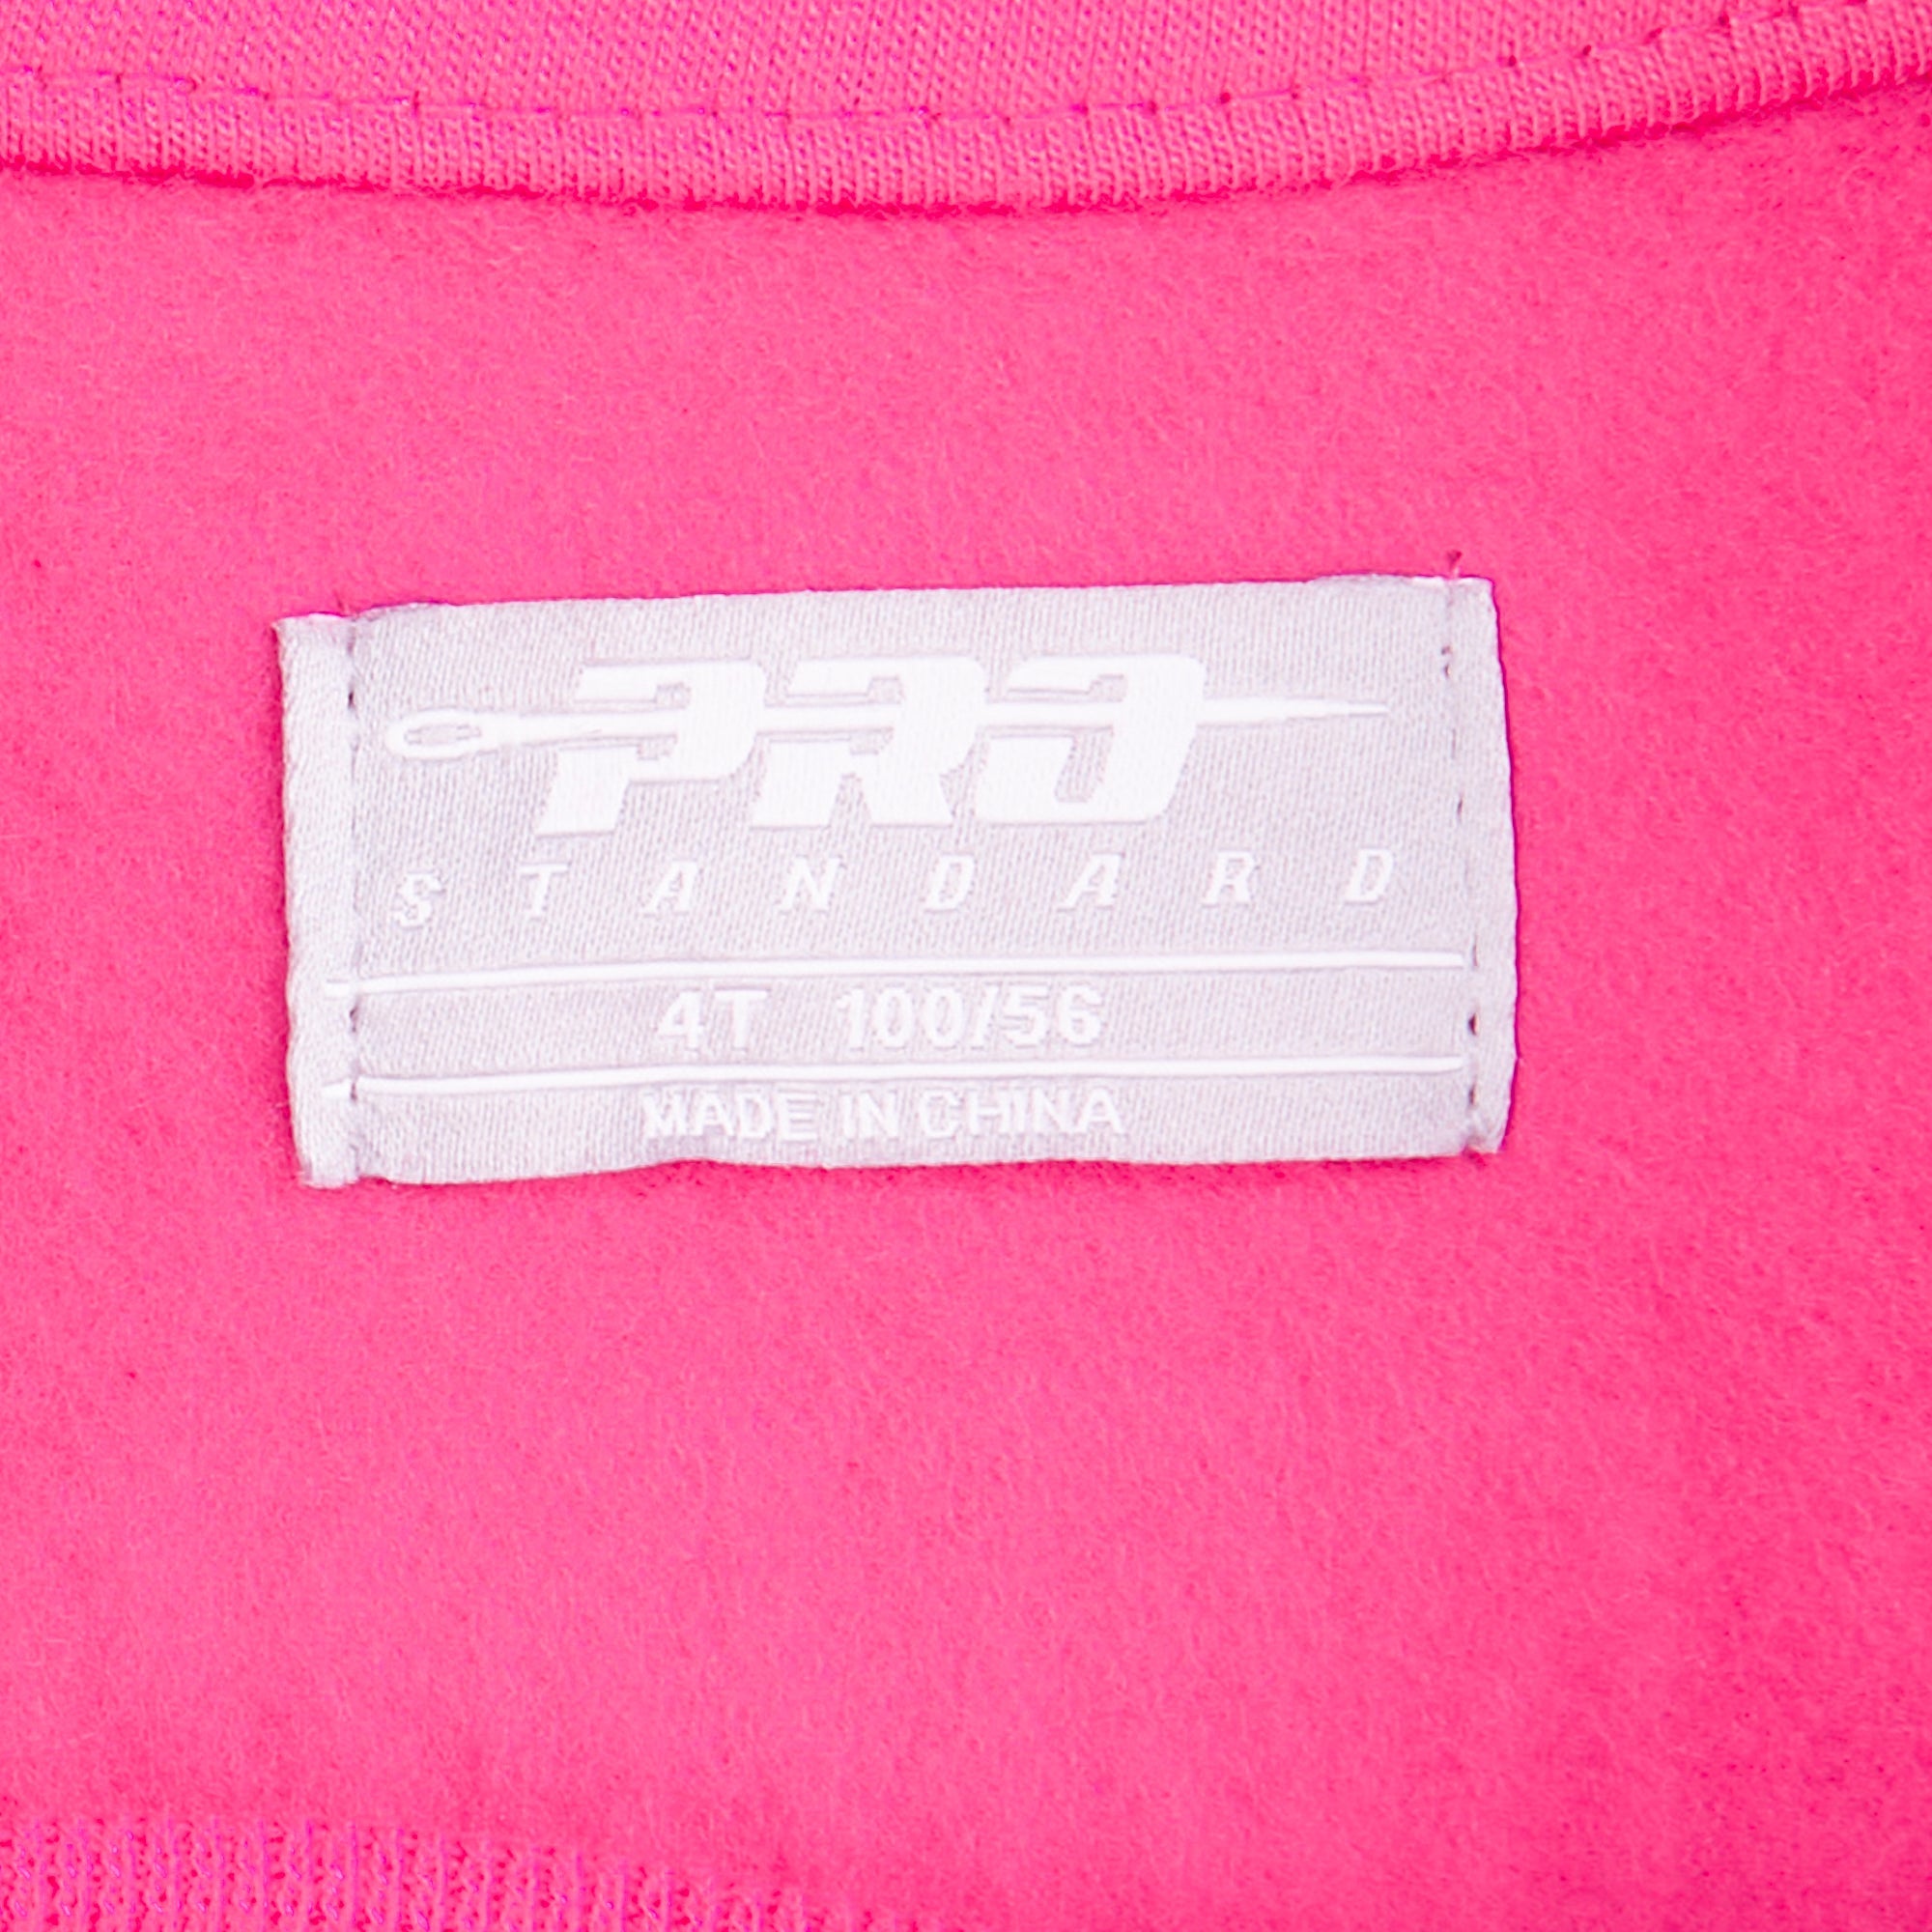 PRO
STANDARD
4T 100/56
MADE IN CHINA